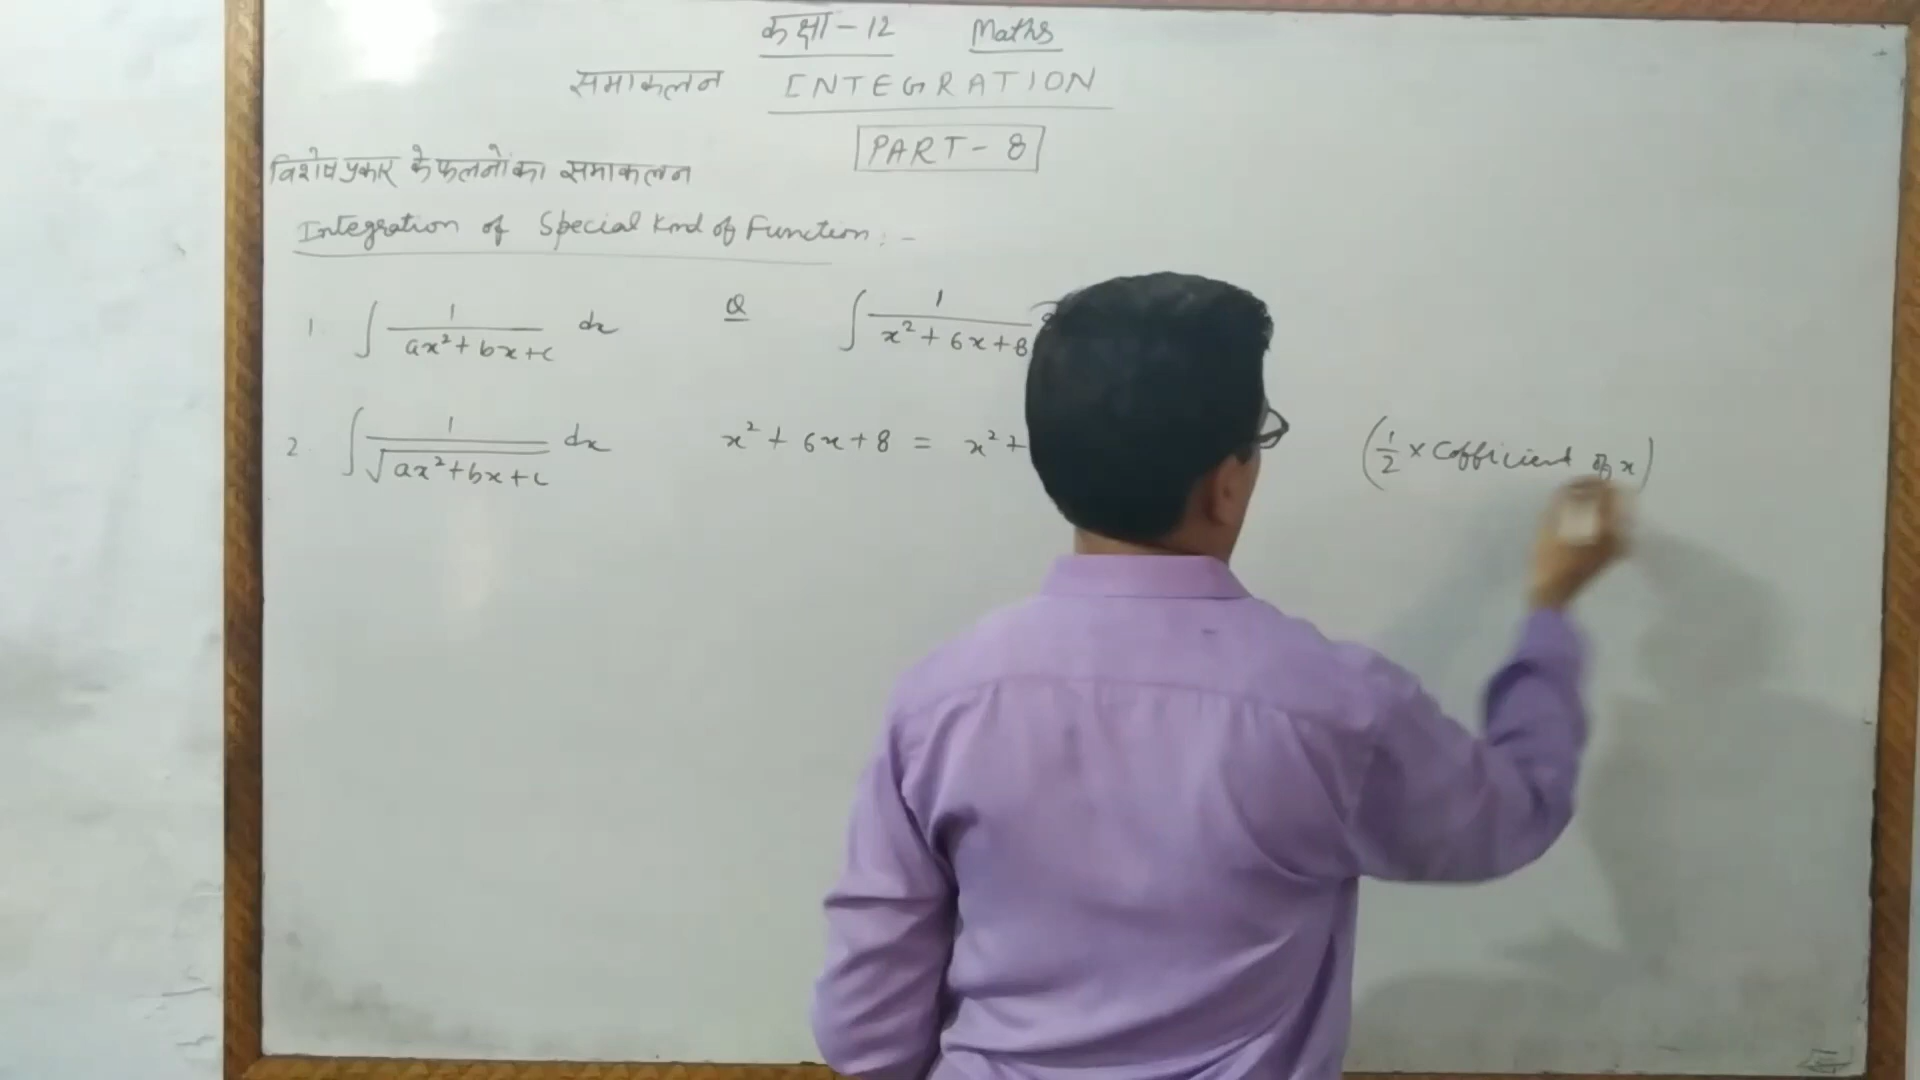 कक्षा - 12 Maths
समाकलन INTEGRATION
PART - 8
विशेष प्रकार के फलनों का समाकलन
Integration of Special Kind of Function : -
1 ∫ 1/(ax² + bx + c) dx Q ∫ 1/(x² + 6x + 8
2. ∫ 1/√(ax² + bx + c) dx x² + 6x + 8 = x² + (1/2 × Cofficient of x)